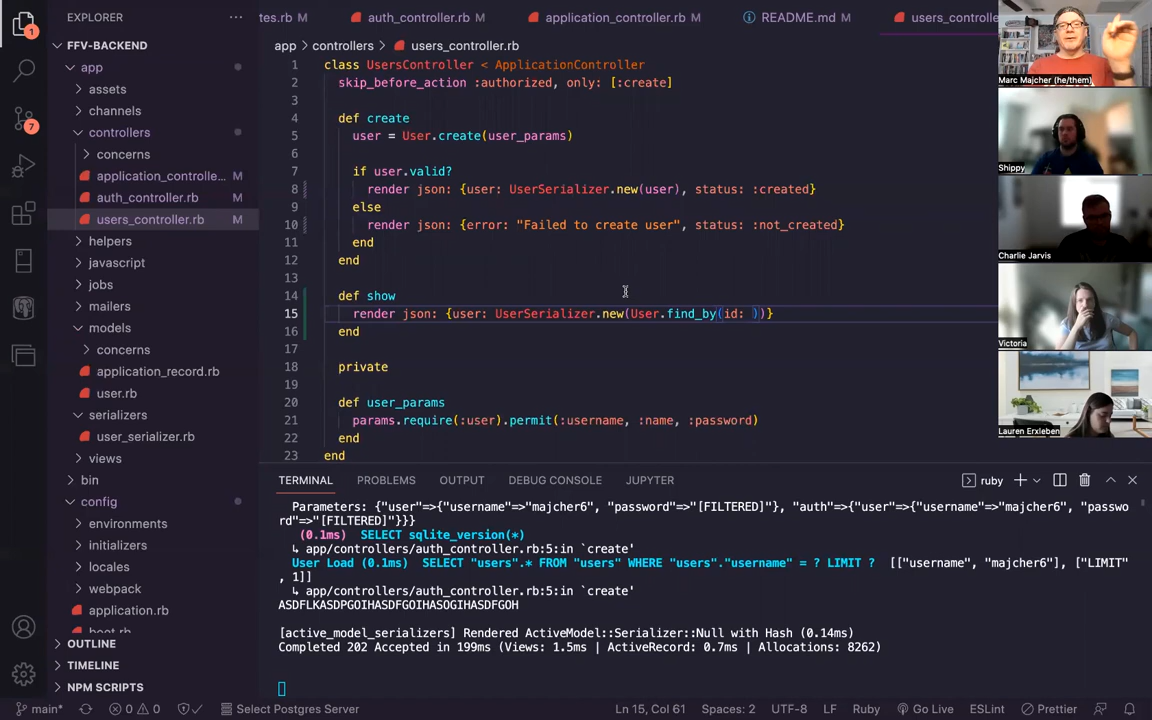 EXPLORER
tes.rb M
auth_controller.rb M
application_controller.rb M
README.md M
users_controlle
FFV-BACKEND
app
assets
channels
controllers
concerns
application_controlle... M
auth_controller.rb M
users_controller.rb M
helpers
javascript
jobs
mailers
models
concerns
application_record.rb
user.rb
serializers
user_serializer.rb
views
bin
config
environments
initializers
locales
webpack
application.rb
boot.rb
OUTLINE
TIMELINE
NPM SCRIPTS
1
7
app > controllers > users_controller.rb
1 class UsersController < ApplicationController
2 skip_before_action :authorized, only: [:create]
3
4 def create
5 user = User.create(user_params)
6
7 if user.valid?
8 render json: {user: UserSerializer.new(user), status: :created}
9 else
10 render json: {error: "Failed to create user", status: :not_created}
11 end
12 end
13
14 def show
15 render json: {user: UserSerializer.new(User.find_by(id: ))}
16 end
17
18 private
19
20 def user_params
21 params.require(:user).permit(:username, :name, :password)
22 end
23 end
TERMINAL PROBLEMS OUTPUT DEBUG CONSOLE JUPYTER
ruby
Parameters: {"user"=>{"username"=>"majcher6", "password"=>"[FILTERED]"}, "auth"=>{"user"=>{"username"=>"majcher6", "passwo
rd"=>"[FILTERED]"}}}
(0.1ms) SELECT sqlite_version(*)
↳ app/controllers/auth_controller.rb:5:in `create'
User Load (0.1ms) SELECT "users".* FROM "users" WHERE "users"."username" = ? LIMIT ? [["username", "majcher6"], ["LIMIT"
, 1]]
↳ app/controllers/auth_controller.rb:5:in `create'
ASDFLKASDPGOIHASDFGOIHASOGIHASDFGOH
[active_model_serializers] Rendered ActiveModel::Serializer::Null with Hash (0.14ms)
Completed 202 Accepted in 199ms (Views: 1.5ms | ActiveRecord: 0.7ms | Allocations: 8262)
main*
0 0
Select Postgres Server
Ln 15, Col 61
Spaces: 2
UTF-8
LF
Ruby
Go Live
ESLint
Prettier
Marc Majcher (he/them)
Shippy
Charlie Jarvis
Victoria
Lauren Erxleben